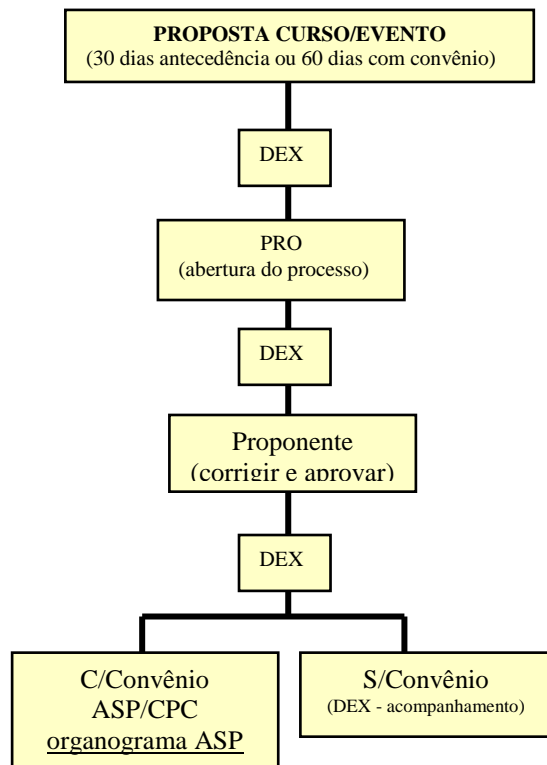 PROPOSTA CURSO/EVENTO
(30 dias antecedência ou 60 dias com convênio)
DEX
PRO
(abertura do processo)
DEX
Proponente
(corrigir e aprovar)
DEX
C/Convênio
ASP/CPC
organograma ASP
S/Convênio
(DEX - acompanhamento)